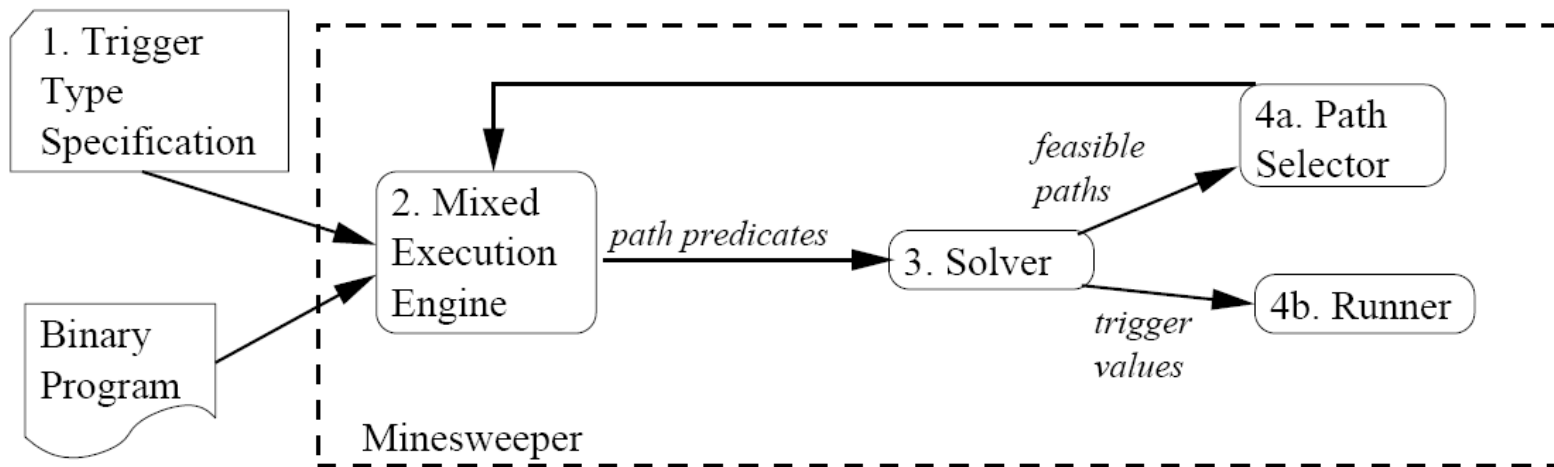 1. Trigger
Type
Specification
Binary
Program
2. Mixed
Execution
Engine
path predicates
3. Solver
feasible
paths
4a. Path
Selector
trigger
values
4b. Runner
Minesweeper